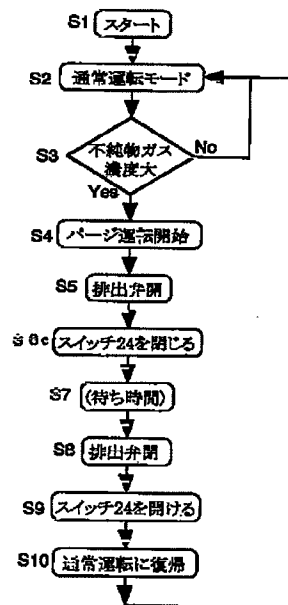 S1 スタート
S2 通常運転モード
S3 不純物ガス
濃度大
No
Yes
S4 パージ運転開始
S5 排出弁開
S6c スイッチ24を閉じる
S7 (待ち時間)
S8 排出弁閉
S9 スイッチ24を開ける
S10 通常運転に復帰